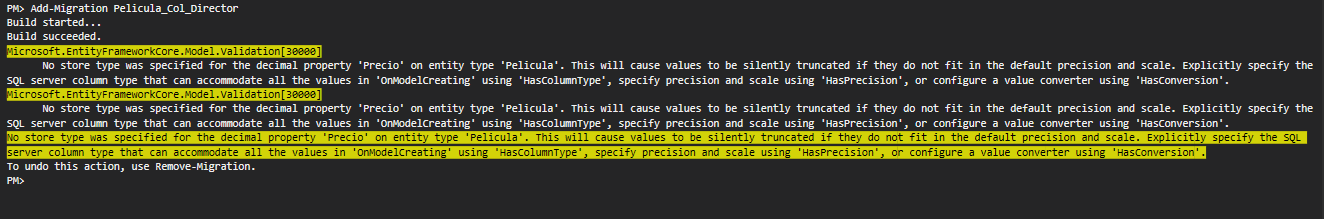 PM> Add-Migration Pelicula_Col_Director
Build started...
Build succeeded.
Microsoft.EntityFrameworkCore.Model.Validation[30000]
No store type was specified for the decimal property 'Precio' on entity type 'Pelicula'. This will cause values to be silently truncated if they do not fit in the default precision and scale. Explicitly specify the
SQL server column type that can accommodate all the values in 'OnModelCreating' using 'HasColumnType', specify precision and scale using 'HasPrecision', or configure a value converter using 'HasConversion'.
Microsoft.EntityFrameworkCore.Model.Validation[30000]
No store type was specified for the decimal property 'Precio' on entity type 'Pelicula'. This will cause values to be silently truncated if they do not fit in the default precision and scale. Explicitly specify the
SQL server column type that can accommodate all the values in 'OnModelCreating' using 'HasColumnType', specify precision and scale using 'HasPrecision', or configure a value converter using 'HasConversion'.
No store type was specified for the decimal property 'Precio' on entity type 'Pelicula'. This will cause values to be silently truncated if they do not fit in the default precision and scale. Explicitly specify the SQL
server column type that can accommodate all the values in 'OnModelCreating' using 'HasColumnType', specify precision and scale using 'HasPrecision', or configure a value converter using 'HasConversion'.
To undo this action, use Remove-Migration.
PM>